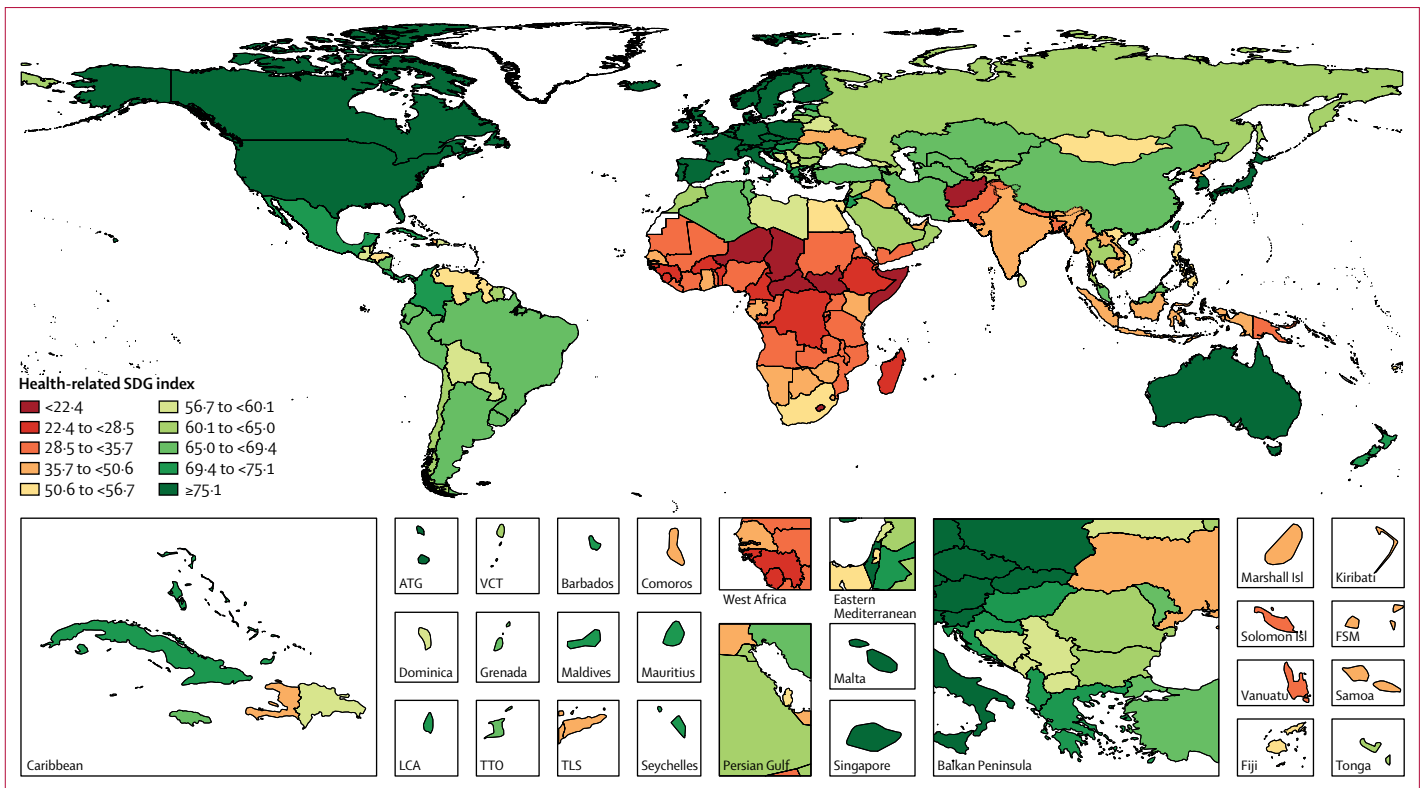 Health-related SDG index
<22·4
22·4 to <28·5
28·5 to <35·7
35·7 to <50·6
50·6 to <56·7
56·7 to <60·1
60·1 to <65·0
65·0 to <69·4
69·4 to <75·1
≥75·1
Caribbean
ATG
VCT
Barbados
Comoros
Dominica
Grenada
Maldives
Mauritius
LCA
TTO
TLS
Seychelles
West Africa
Eastern
Mediterranean
Persian Gulf
Malta
Singapore
Balkan Peninsula
Marshall Isl
Kiribati
Solomon Isl
FSM
Vanuatu
Samoa
Fiji
Tonga